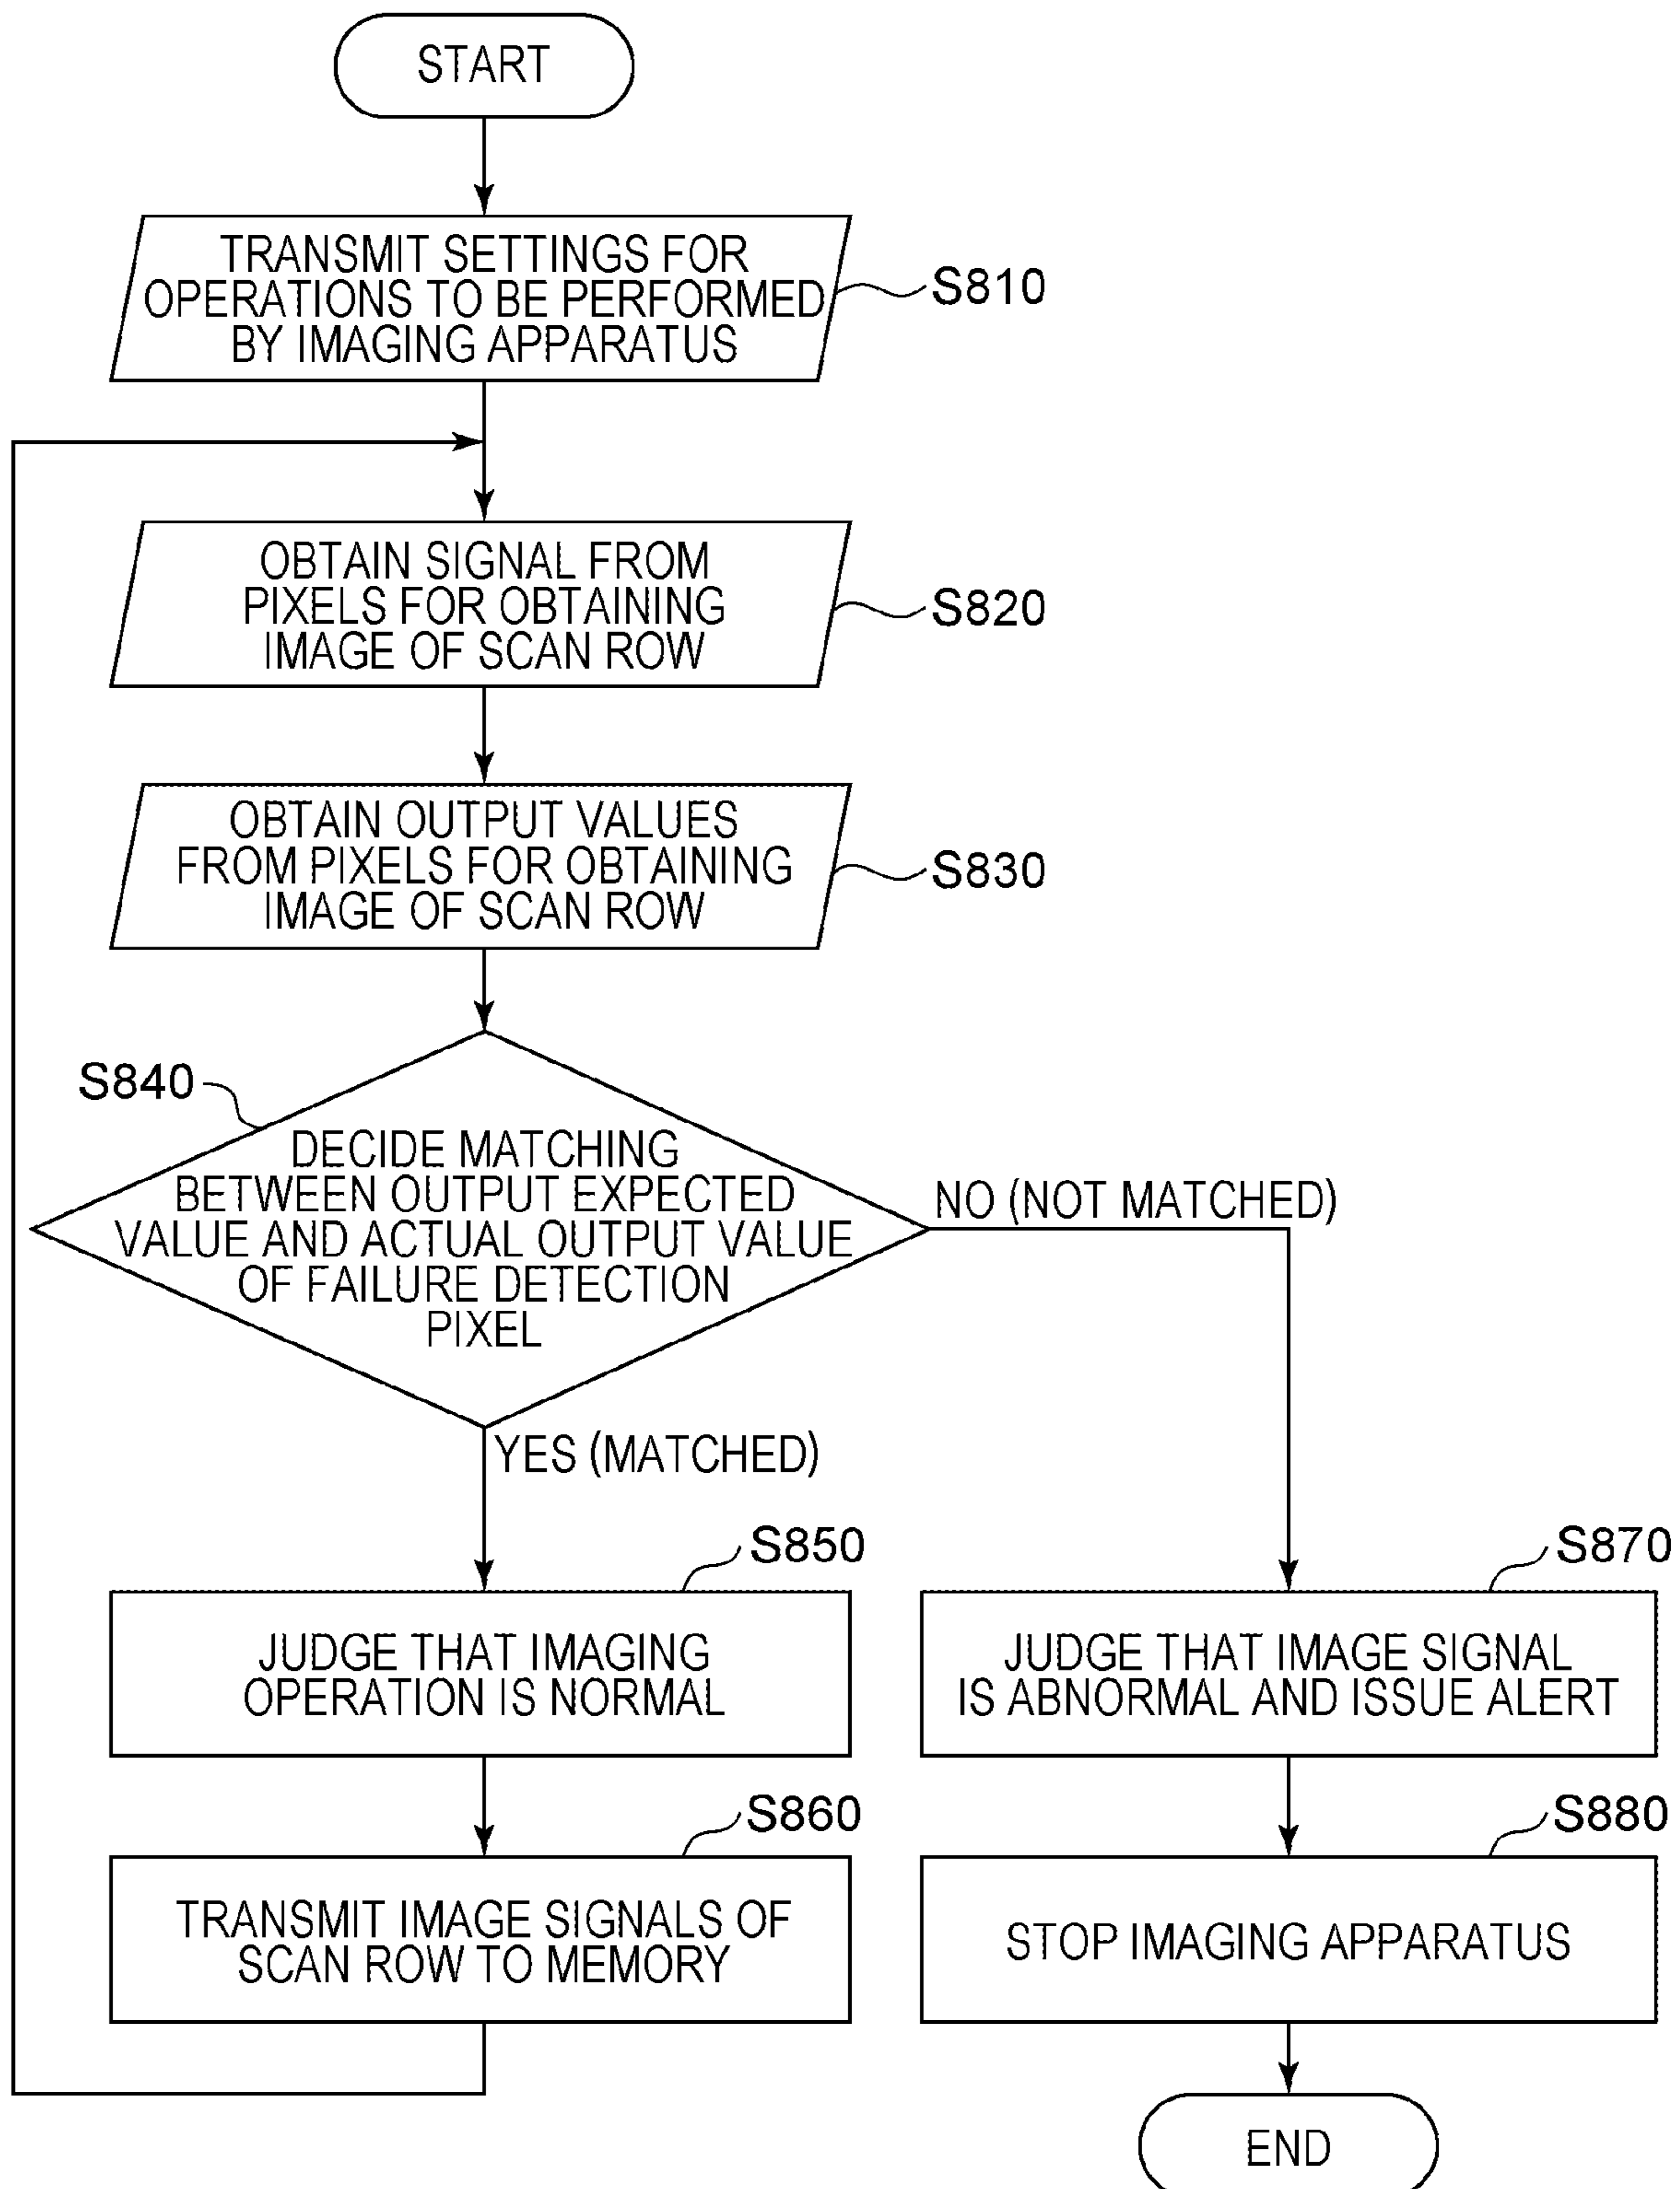 START
TRANSMIT SETTINGS FOR
OPERATIONS TO BE PERFORMED
BY IMAGING APPARATUS
S810
OBTAIN SIGNAL FROM
PIXELS FOR OBTAINING
IMAGE OF SCAN ROW
S820
OBTAIN OUTPUT VALUES
FROM PIXELS FOR OBTAINING
IMAGE OF SCAN ROW
S830
S840
DECIDE MATCHING
BETWEEN OUTPUT EXPECTED
VALUE AND ACTUAL OUTPUT VALUE
OF FAILURE DETECTION
PIXEL
NO (NOT MATCHED)
YES (MATCHED)
S850
JUDGE THAT IMAGING
OPERATION IS NORMAL
S860
TRANSMIT IMAGE SIGNALS OF
SCAN ROW TO MEMORY
S870
JUDGE THAT IMAGE SIGNAL
IS ABNORMAL AND ISSUE ALERT
S880
STOP IMAGING APPARATUS
END